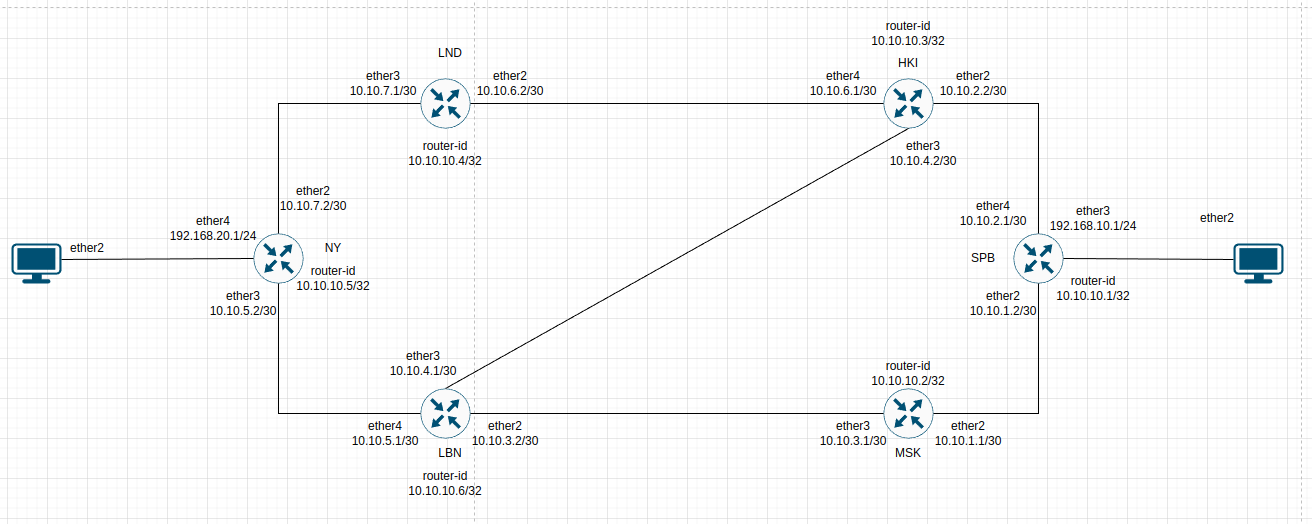 router-id
10.10.10.3/32
LND
HKI
ether3
10.10.7.1/30
ether2
10.10.6.2/30
ether4
10.10.6.1/30
ether2
10.10.2.2/30
router-id
10.10.10.4/32
ether3
10.10.4.2/30
ether2
10.10.7.2/30
ether4
192.168.20.1/24
ether4
10.10.2.1/30
ether3
192.168.10.1/24
ether2
ether2
NY
SPB
router-id
10.10.10.5/32
router-id
10.10.10.1/32
ether3
10.10.5.2/30
ether2
10.10.1.2/30
ether3
10.10.4.1/30
router-id
10.10.10.2/32
ether4
10.10.5.1/30
ether2
10.10.3.2/30
ether3
10.10.3.1/30
ether2
10.10.1.1/30
LBN
MSK
router-id
10.10.10.6/32